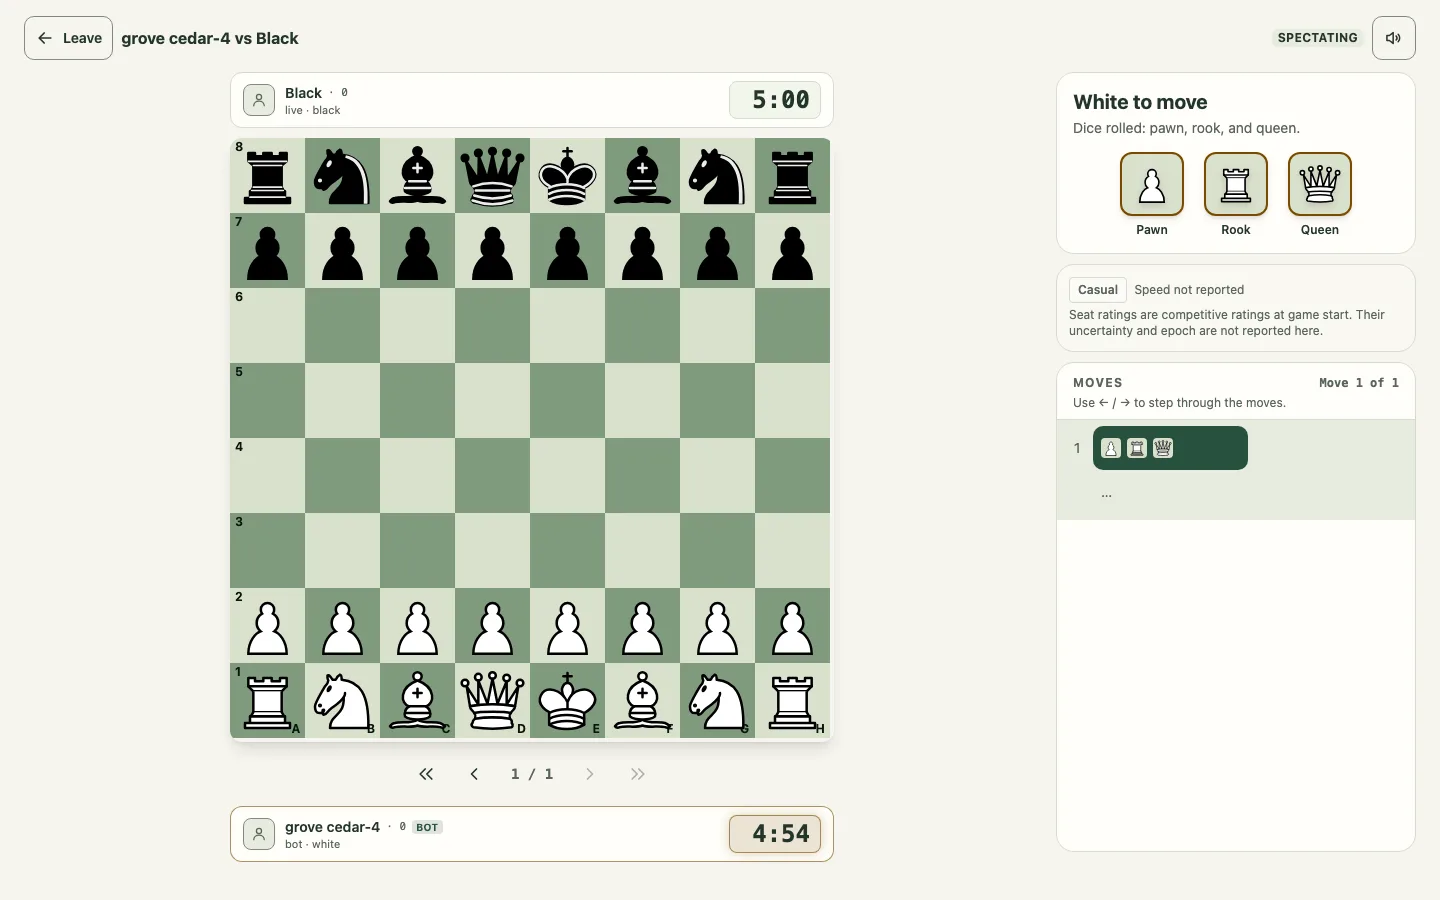 Leave
grove cedar-4 vs Black
SPECTATING
Black · 0
live · black
5:00
White to move
Dice rolled: pawn, rook, and queen.
Pawn
Rook
Queen
Casual
Speed not reported
Seat ratings are competitive ratings at game start. Their
uncertainty and epoch are not reported here.
MOVES
Move 1 of 1
Use ← / → to step through the moves.
1
...
8
7
6
5
4
3
2
1
A B C D E F G H
1 / 1
grove cedar-4 · 0 BOT
bot · white
4:54